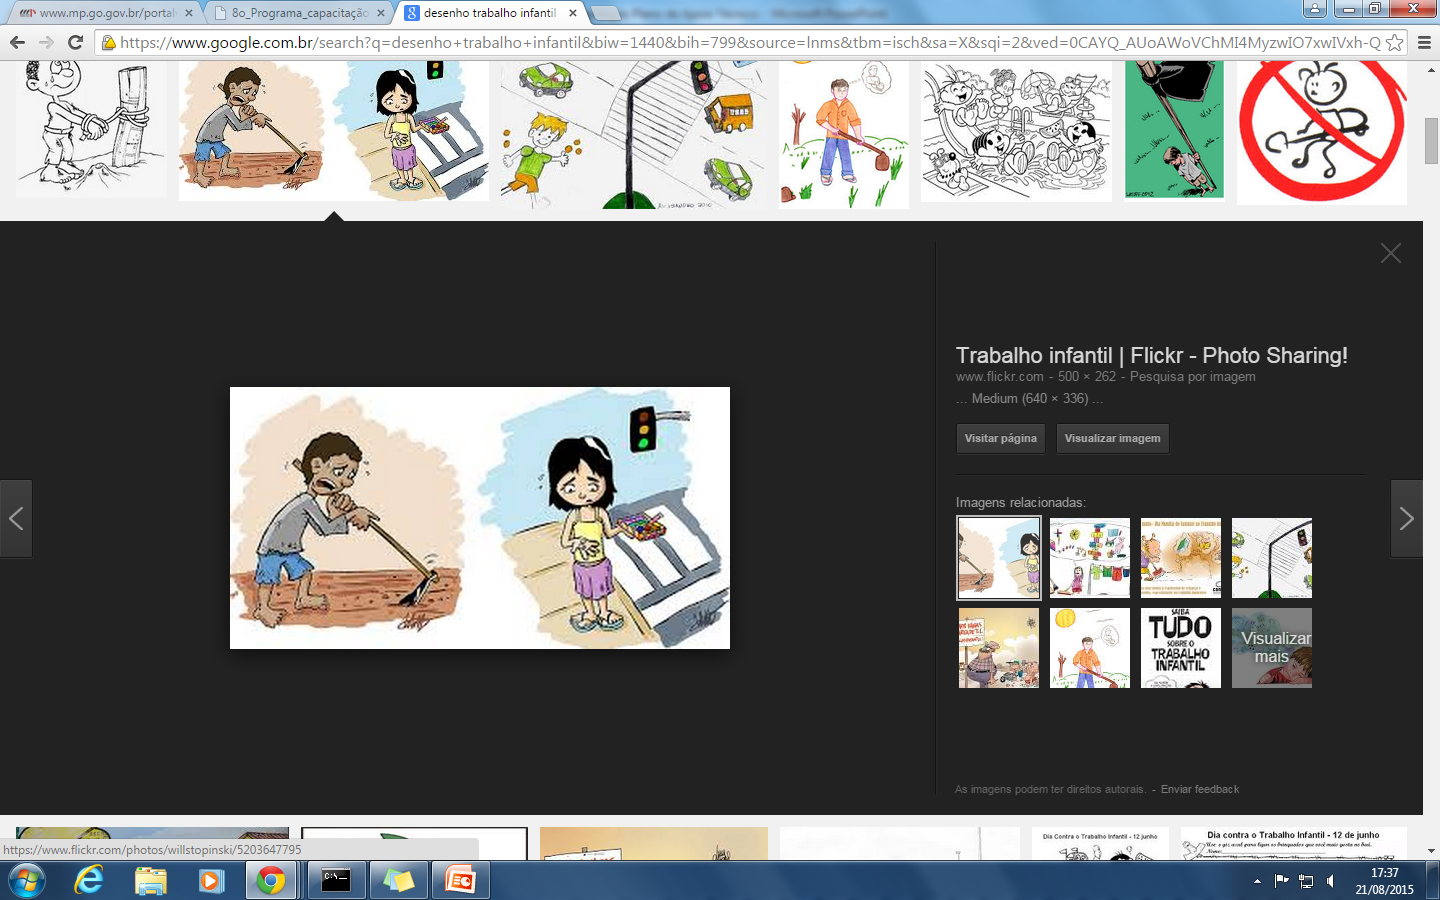 www.mp.go.gov.br/portal
8o_Programa_capacitação
desenho trabalho infantil
https://www.google.com.br/search?q=desenho+trabalho+infantil&biw=1440&bih=799&source=lnms&tbm=isch&sa=X&sqi=2&ved=0CAYQ_AUoAWoVChMI4MyzwIO7xwIVxh-Q
Trabalho infantil | Flickr - Photo Sharing!
www.flickr.com - 500 × 262 - Pesquisa por imagem
... Medium (640 × 336) ...
Visitar página
Visualizar imagem
Imagens relacionadas:
SAIBA
TUDO
SOBRE O
TRABALHO
INFANTIL
Visualizar
mais
As imagens podem ter direitos autorais. - Enviar feedback
Dia Contra o Trabalho Infantil - 12 junho
Dia contra o Trabalho Infantil - 12 de junho
https://www.flickr.com/photos/willstopinski/5203647795
17:37
21/08/2015